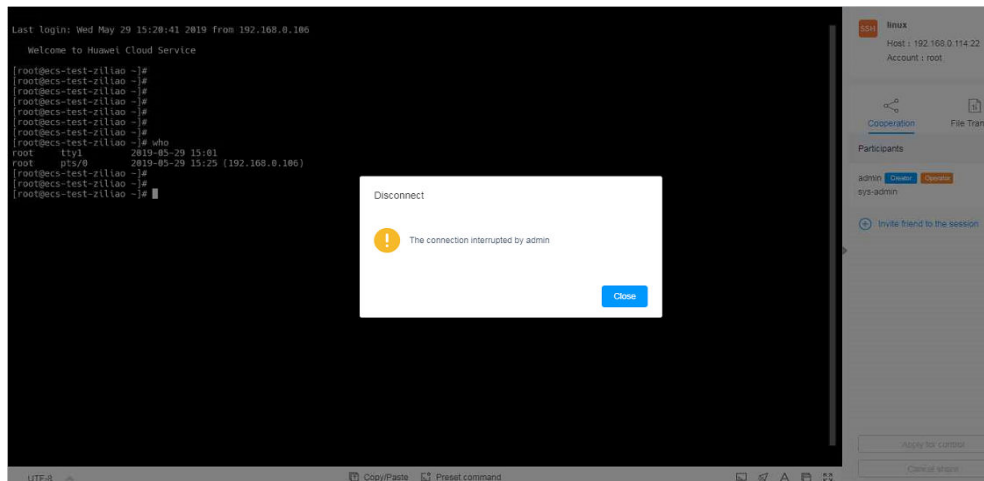 Last login: Wed May 29 15:20:41 2019 from 192.168.0.106
Welcome to Huawei Cloud Service
[root@ecs-test-ziliao ~]#
[root@ecs-test-ziliao ~]#
[root@ecs-test-ziliao ~]#
[root@ecs-test-ziliao ~]#
[root@ecs-test-ziliao ~]#
[root@ecs-test-ziliao ~]#
[root@ecs-test-ziliao ~]#
[root@ecs-test-ziliao ~]# who
root tty1 2019-05-29 15:01
root pts/0 2019-05-29 15:25 (192.168.0.106)
[root@ecs-test-ziliao ~]#
[root@ecs-test-ziliao ~]#
[root@ecs-test-ziliao ~]#
Disconnect
The connection interrupted by admin
Close
SSH linux
Host : 192.168.0.114:22
Account : root
Cooperation File Tran
Participants
admin Creator Operator
sys-admin
Invite friend to the session
Apply for control
Cancel share
UTF-8 Copy/Paste Preset command